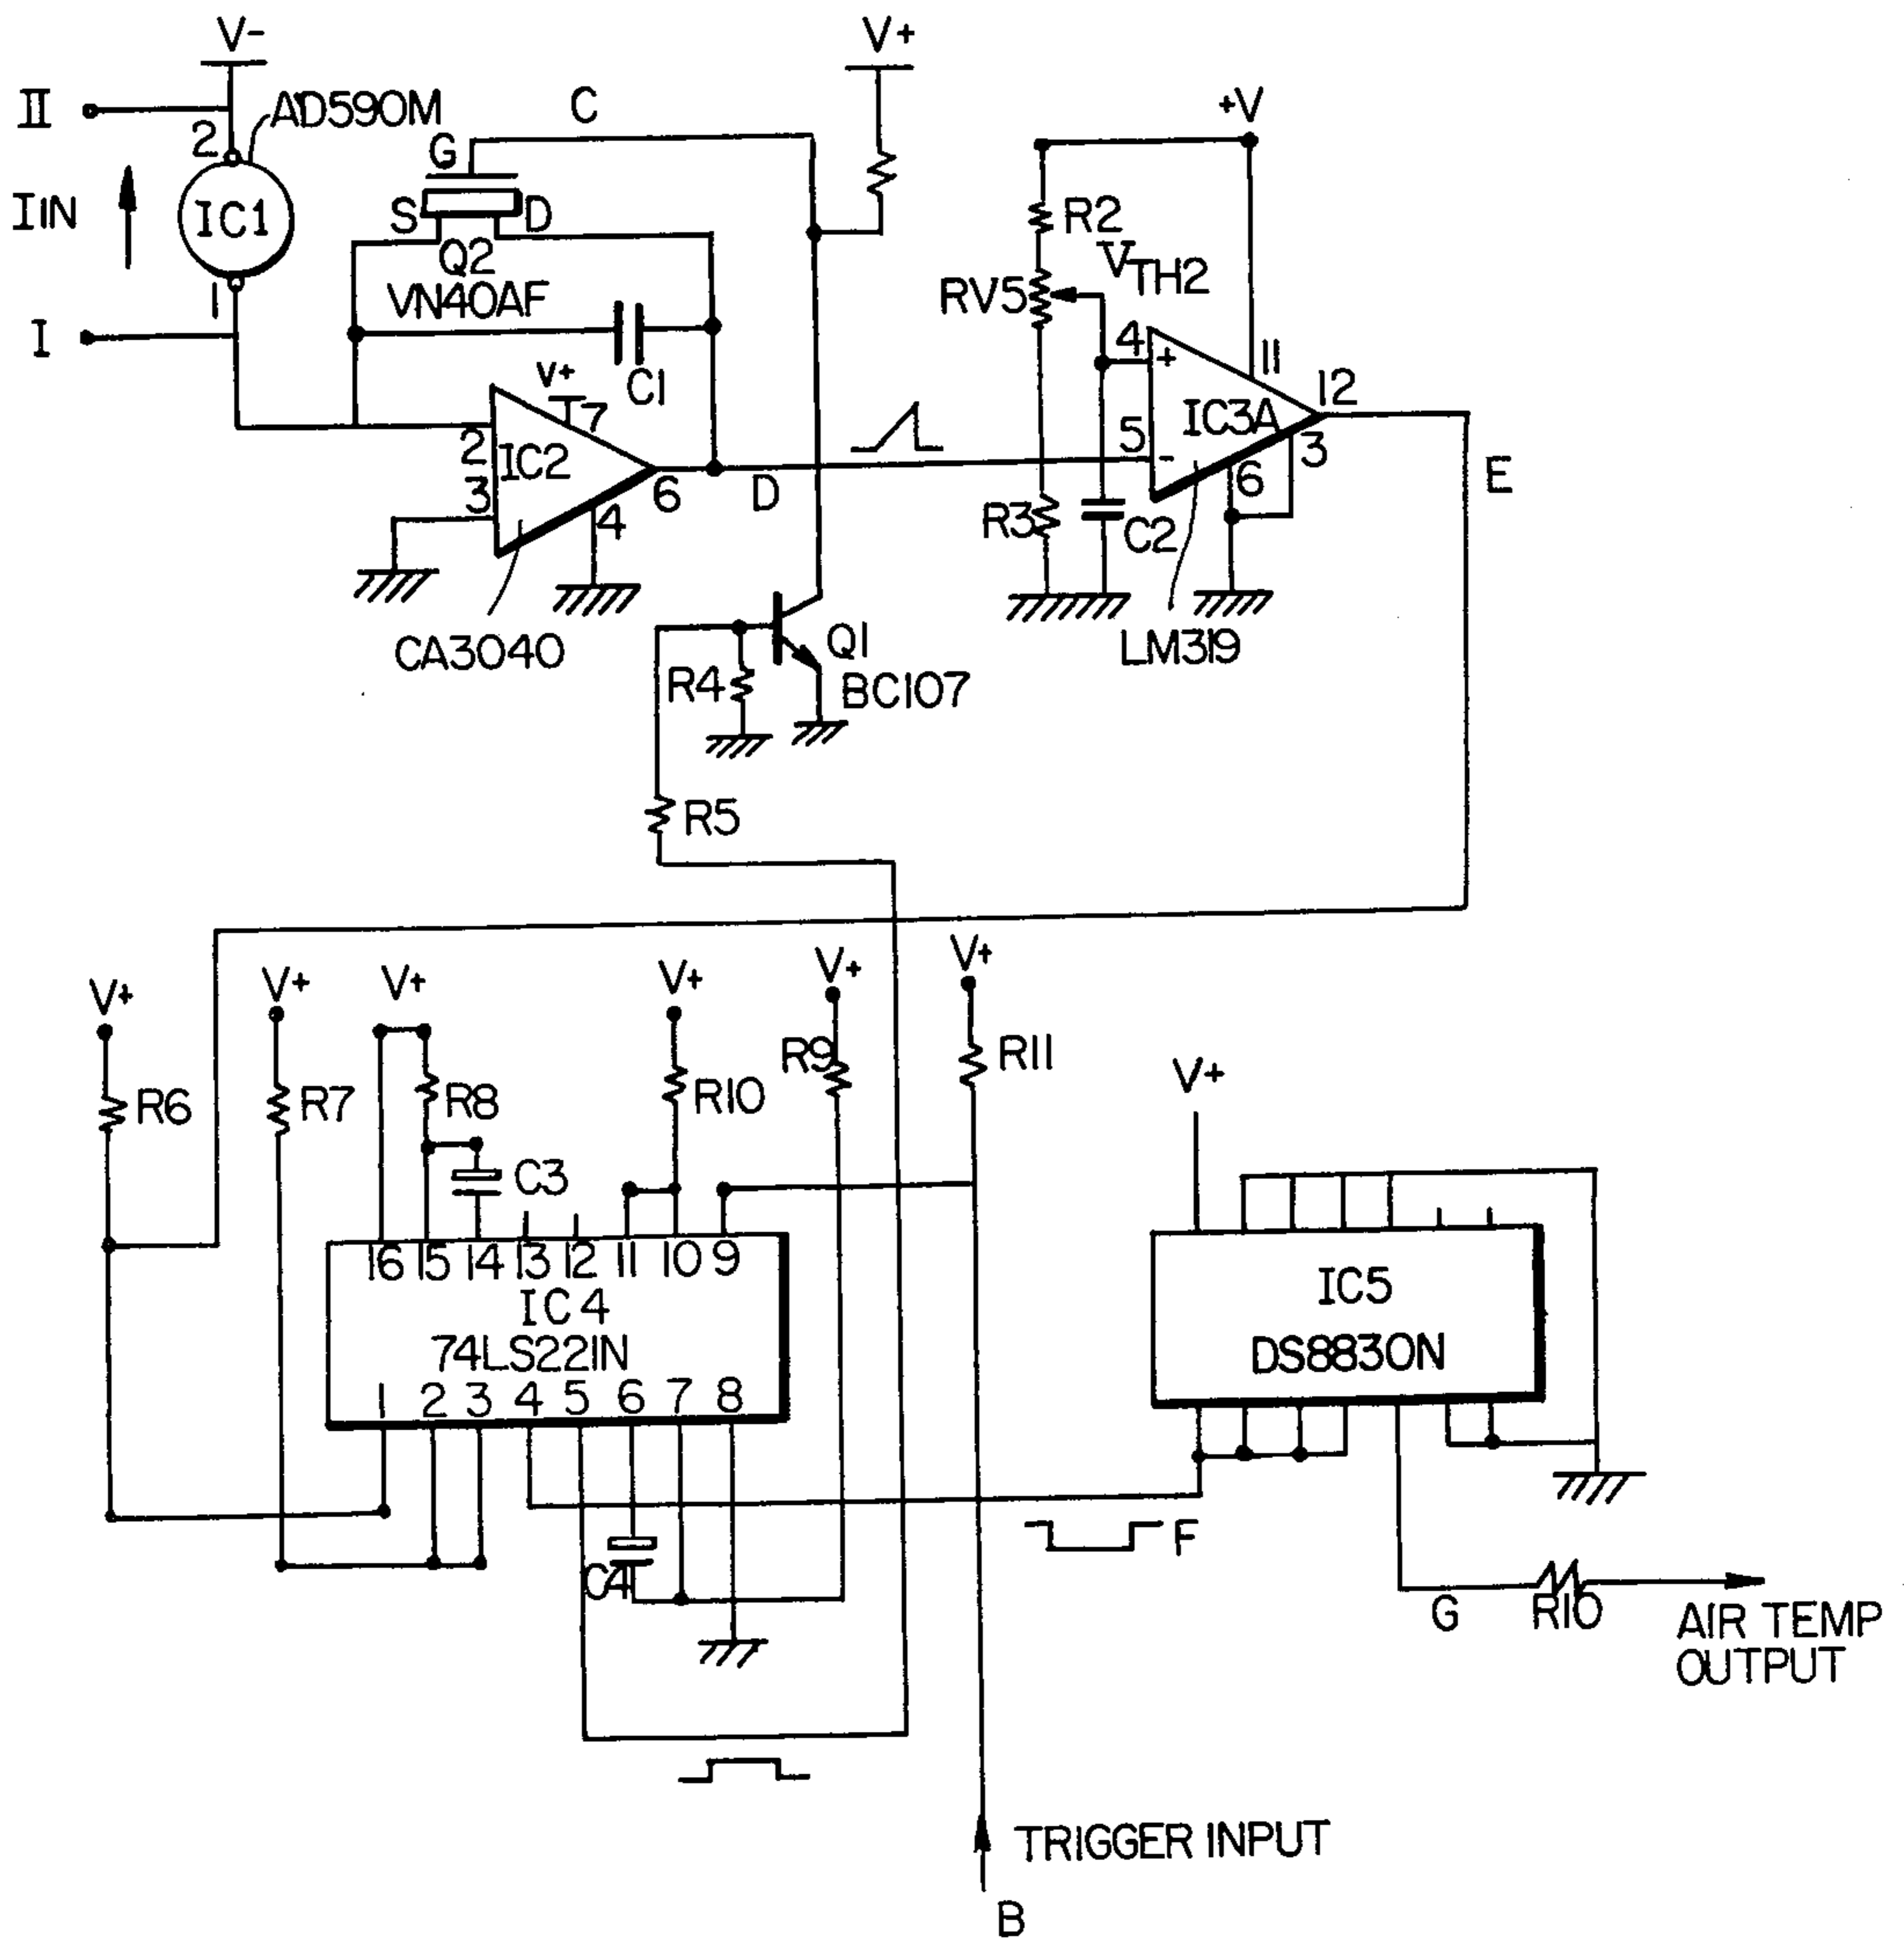 V-
V+
II
AD590M
C
+V
2
G
IIN
IC1
S
D
R2
Q2
VTH2
1
VN40AF
RV5
I
4
+
11
V+
C1
12
7
IC3A
2
IC2
5
-
3
3
6
6
D
E
4
R3
C2
CA3040
Q1
LM319
R4
BC107
R5
V+
V+
V+
V+
V+
V+
R9
R11
V+
R6
R7
R8
R10
C3
16 15 14 13 12 11 10 9
IC4
IC5
74LS221N
DS8830N
1 2 3 4 5 6 7 8
F
C4
G
R10
AIR TEMP
OUTPUT
TRIGGER INPUT
B